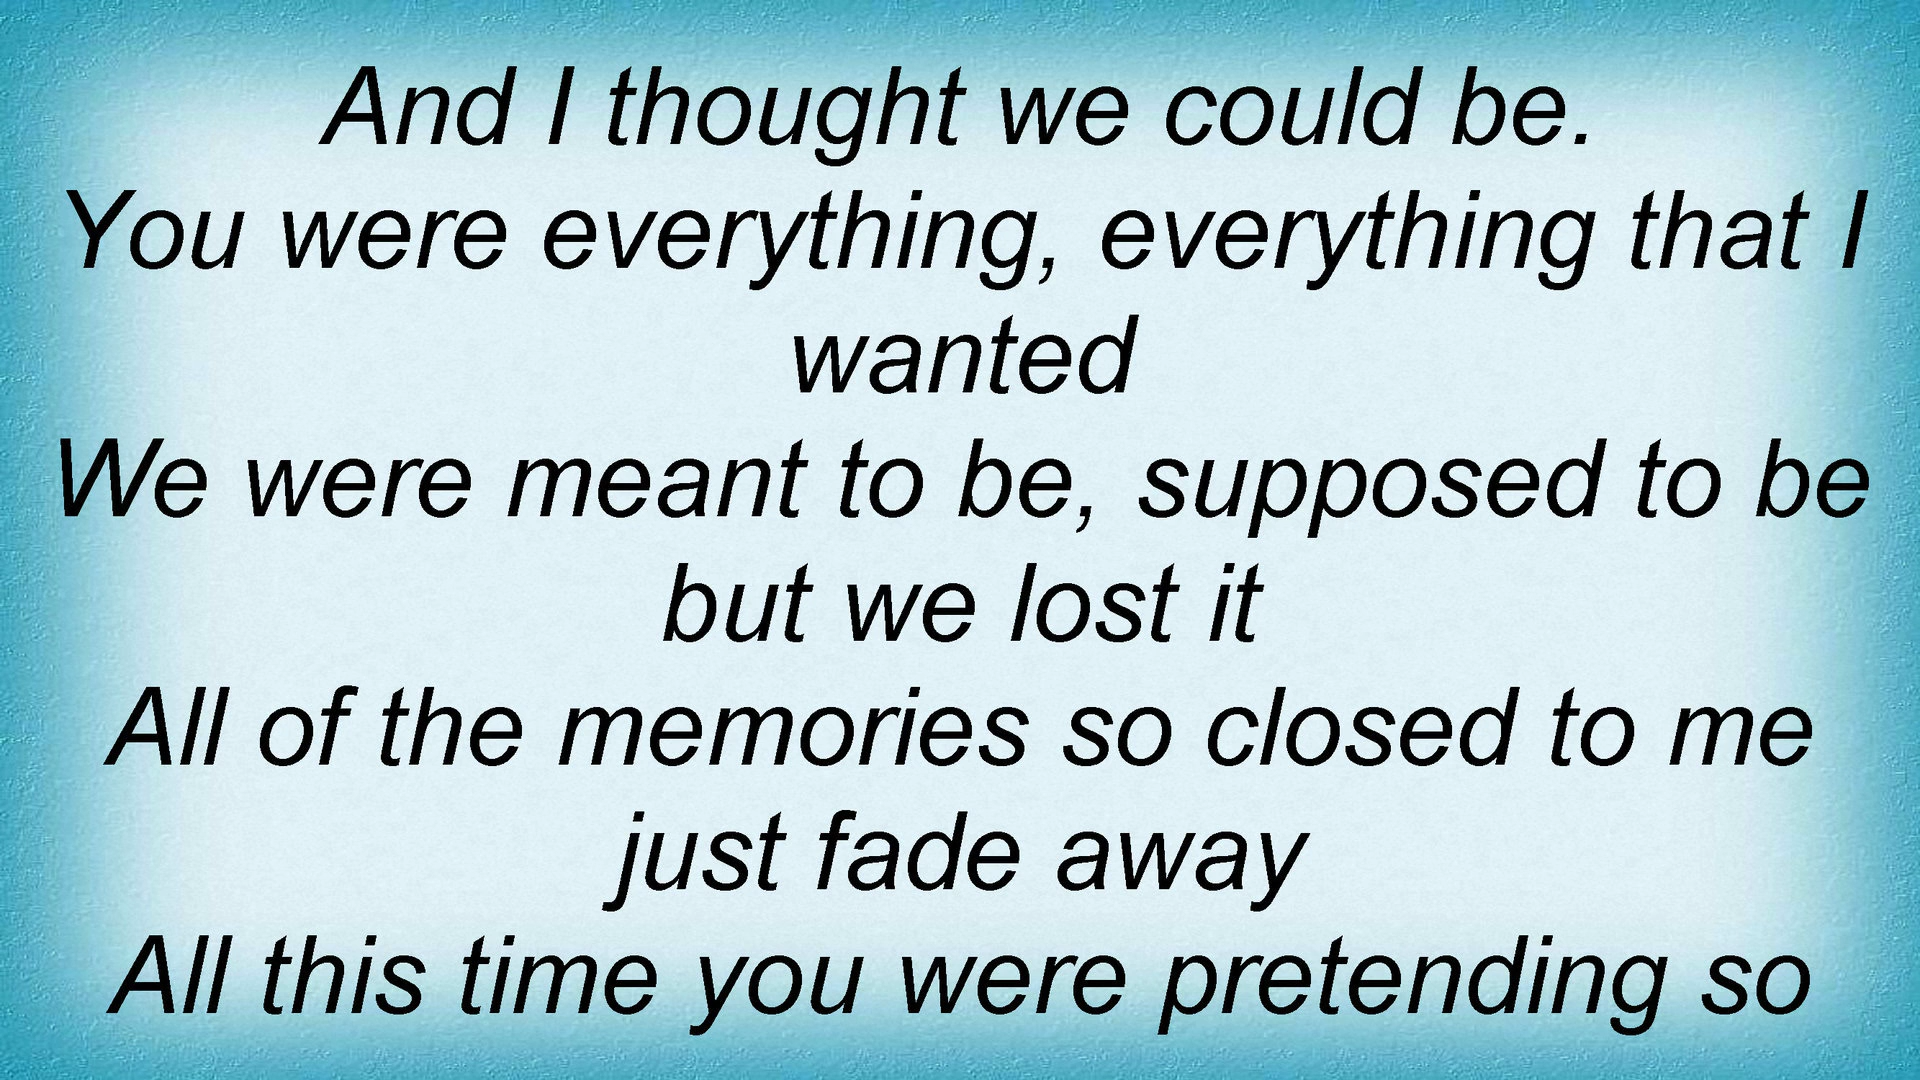 And I thought we could be.
You were everything, everything that I
wanted
We were meant to be, supposed to be
but we lost it
All of the memories so closed to me
just fade away
All this time you were pretending so